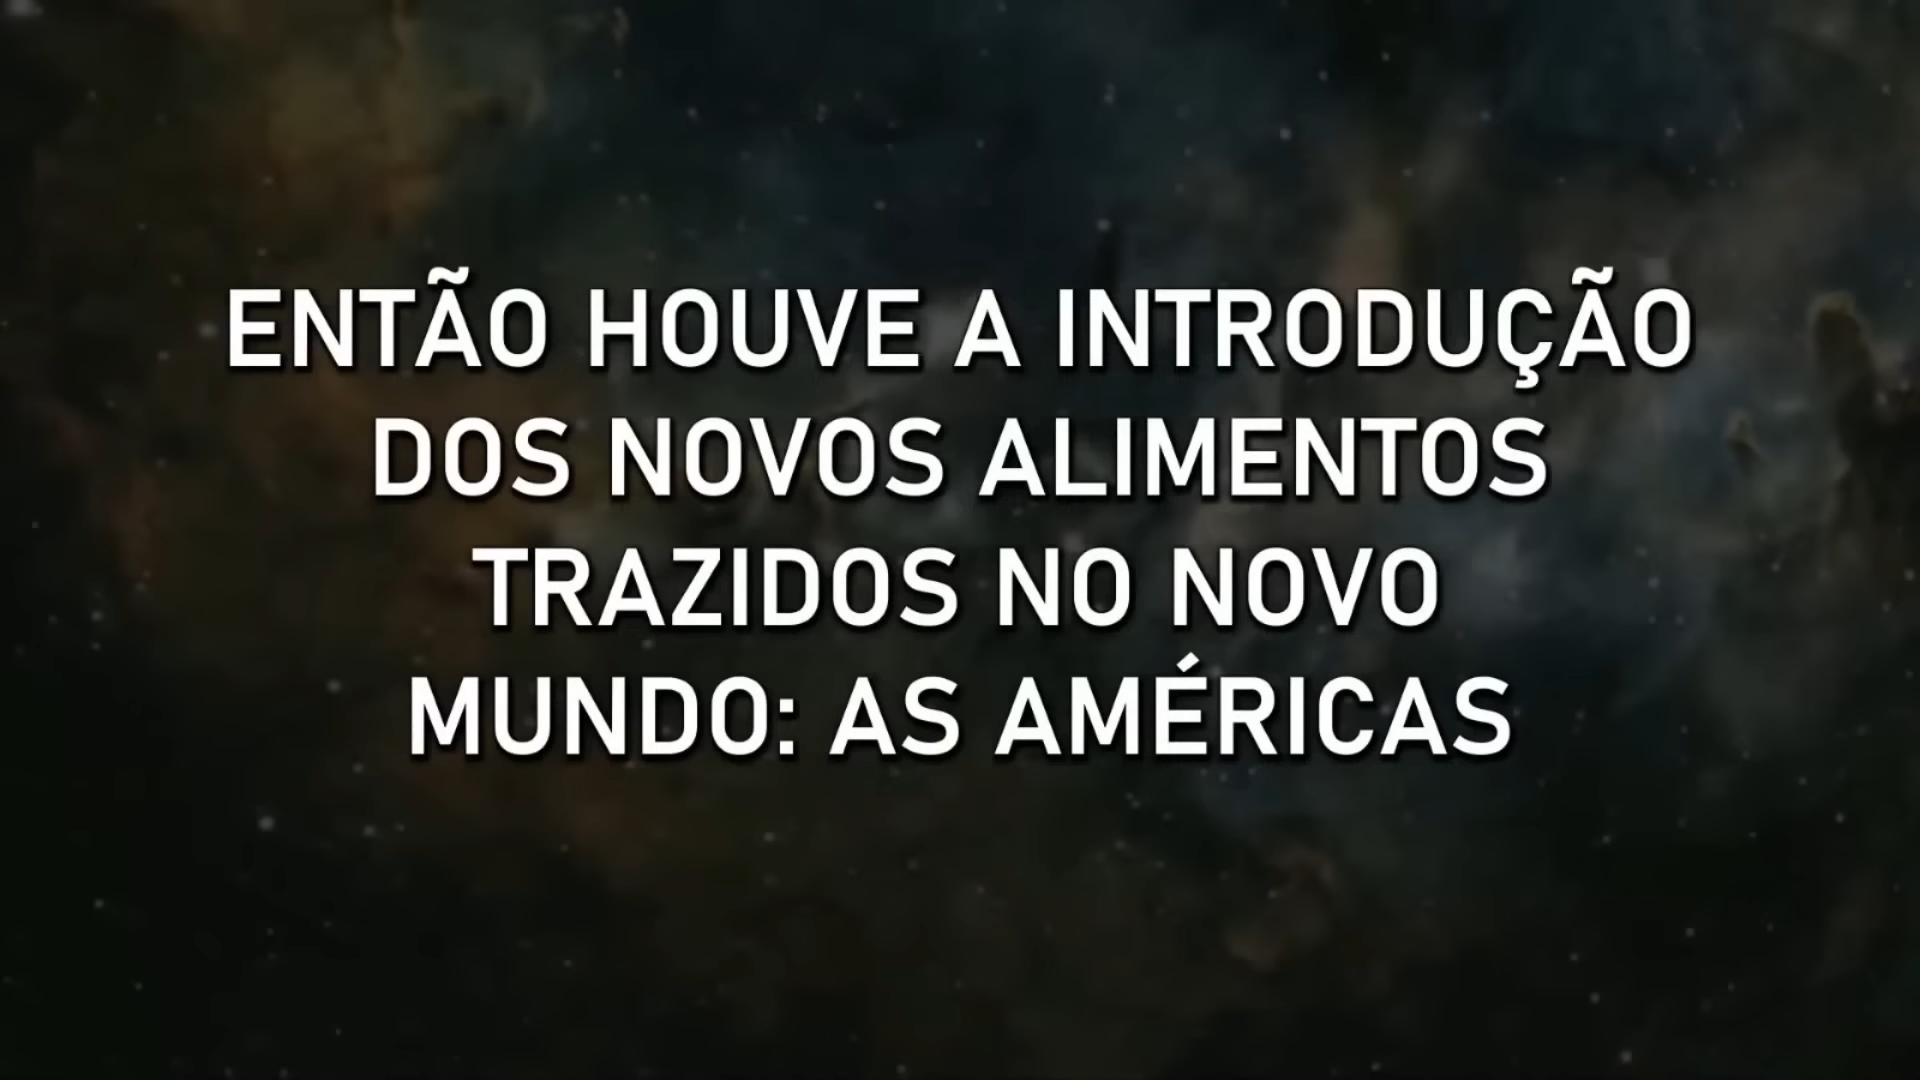 ENTÃO HOUVE A INTRODUÇÃO
DOS NOVOS ALIMENTOS
TRAZIDOS NO NOVO
MUNDO: AS AMÉRICAS